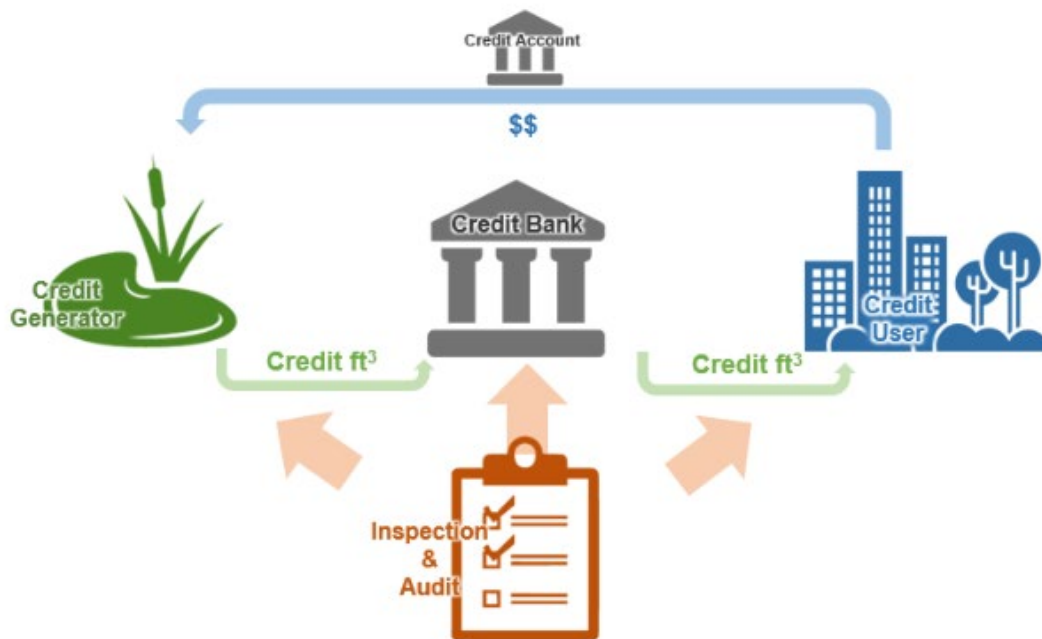 Credit Account
$$
Credit Bank
Credit
Generator
Credit
User
Credit ft³
Credit ft³
Inspection
&
Audit